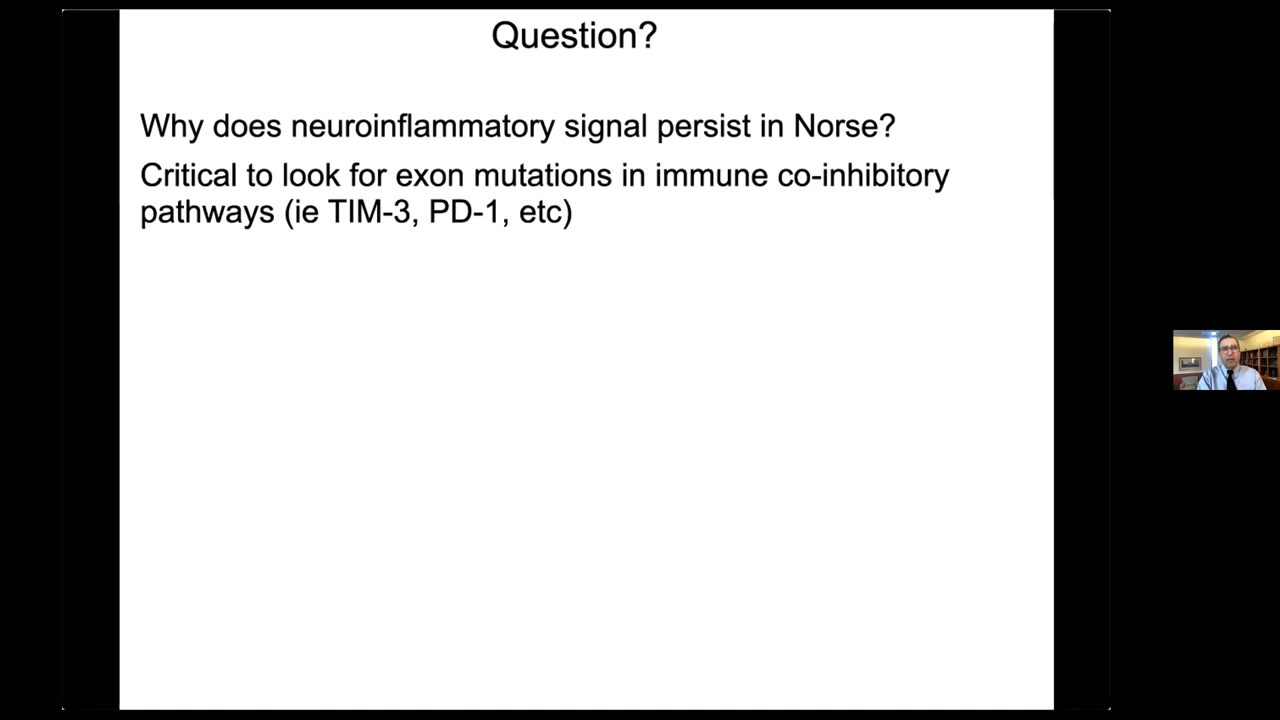 Question?
Why does neuroinflammatory signal persist in Norse?
Critical to look for exon mutations in immune co-inhibitory
pathways (ie TIM-3, PD-1, etc)